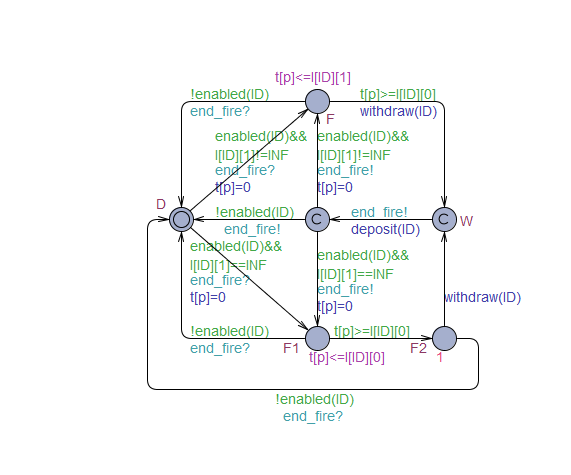 t[p]<=I[ID][1]
!enabled(ID)
end_fire?
t[p]>=I[ID][0]
withdraw(ID)
F
enabled(ID)&&
I[ID][1]!=INF
end_fire?
t[p]=0
enabled(ID)&&
I[ID][1]!=INF
end_fire!
t[p]=0
D
!enabled(ID)
end_fire!
C
end_fire!
deposit(ID)
C
W
enabled(ID)&&
I[ID][1]==INF
end_fire?
t[p]=0
enabled(ID)&&
I[ID][1]==INF
end_fire!
t[p]=0
withdraw(ID)
!enabled(ID)
end_fire?
F1
t[p]<=I[ID][0]
t[p]>=I[ID][0]
F2
1
!enabled(ID)
end_fire?